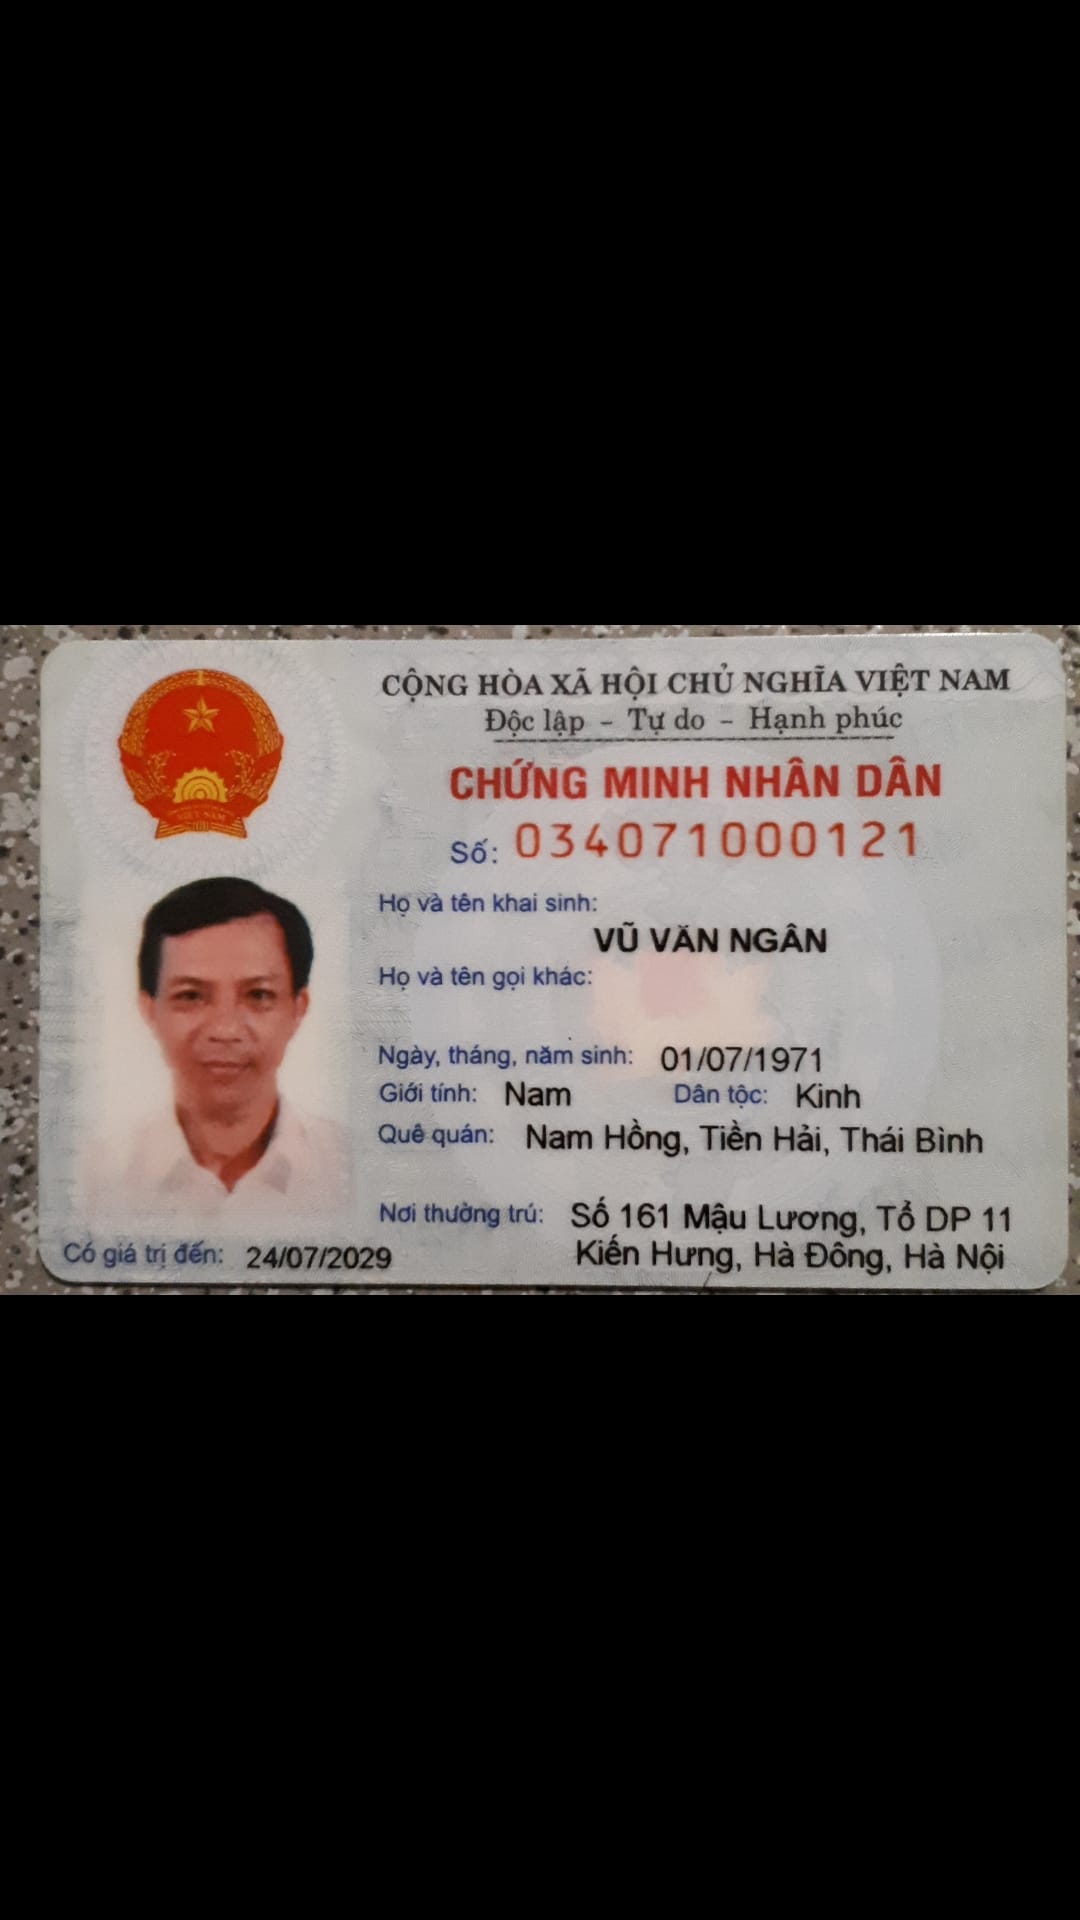 CỘNG HÒA XÃ HỘI CHỦ NGHĨA VIỆT NAM
Độc lập - Tự do - Hạnh phúc
CHỨNG MINH NHÂN DÂN
Số: 034071000121
Họ và tên khai sinh:
VŨ VĂN NGÂN
Họ và tên gọi khác:
Ngày, tháng, năm sinh: 01/07/1971
Giới tính: Nam Dân tộc: Kinh
Quê quán: Nam Hồng, Tiền Hải, Thái Bình
Nơi thường trú: Số 161 Mậu Lương, Tổ DP 11
Kiến Hưng, Hà Đông, Hà Nội
Có giá trị đến: 24/07/2029
VIỆT NAM